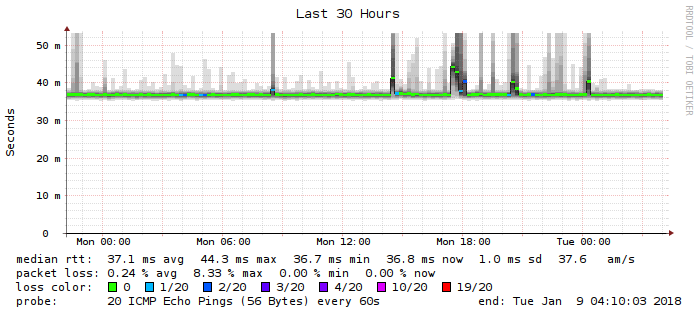 Last 30 Hours
RRDTOOL / TOBI OETIKER
Seconds
50 m
40 m
30 m
20 m
10 m
0
Mon 00:00 Mon 06:00 Mon 12:00 Mon 18:00 Tue 00:00
median rtt: 37.1 ms avg 44.3 ms max 36.7 ms min 36.8 ms now 1.0 ms sd 37.6 am/s
packet loss: 0.24 % avg 8.33 % max 0.00 % min 0.00 % now
loss color: 0 1/20 2/20 3/20 4/20 10/20 19/20
probe: 20 ICMP Echo Pings (56 Bytes) every 60s end: Tue Jan 9 04:10:03 2018